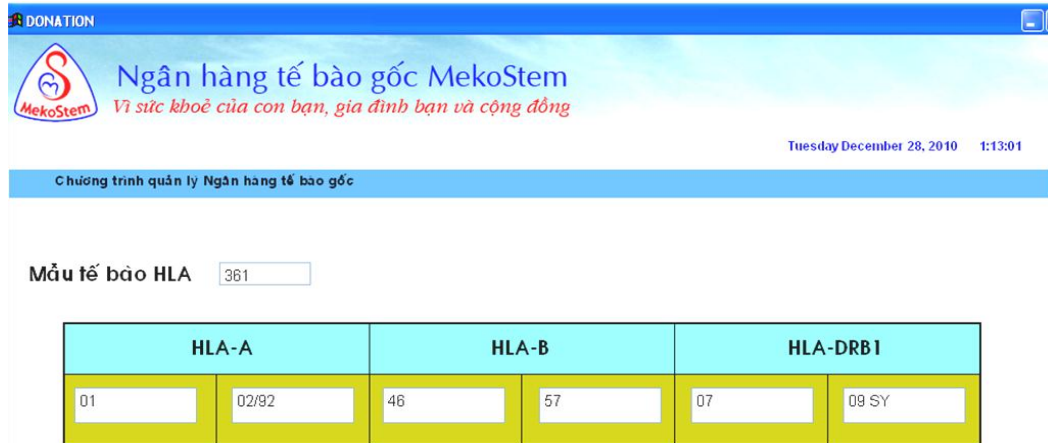 DONATION
MekoStem
Ngân hàng tế bào gốc MekoStem
Vì sức khoẻ của con bạn, gia đình bạn và cộng đồng
Tuesday December 28, 2010 1:13:01
Chương trình quản lý Ngân hàng tế bào gốc
Mẫu tế bào HLA 361
HLA-A HLA-B HLA-DRB1
01 02/92 46 57 07 09 SY